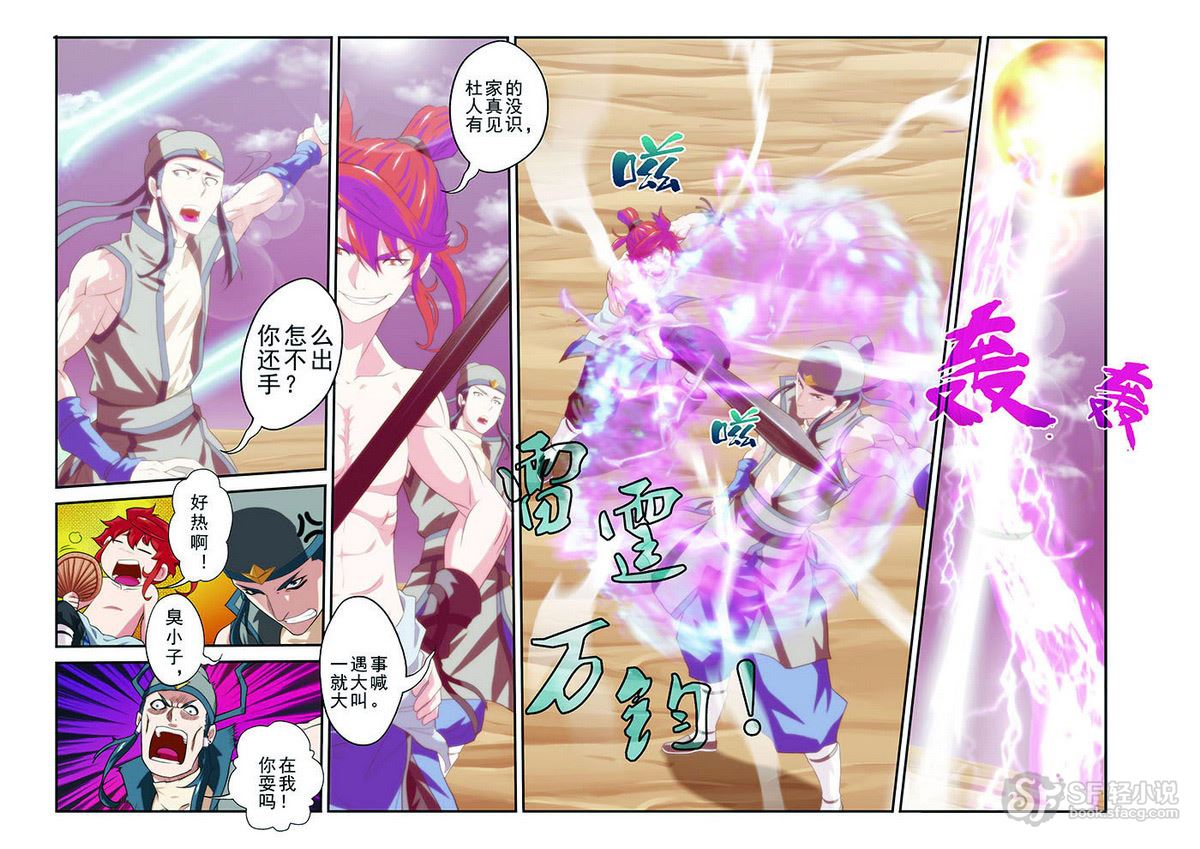 你怎么
还不出
手？
好热啊！
臭小子，
你在
耍我
吗！
杜家的
人真没
有见识，
一遇事
就大喊
大叫。
嗞
嗞
雷霆万钧！
轰
轰
SF轻小说
book.sfacg.com